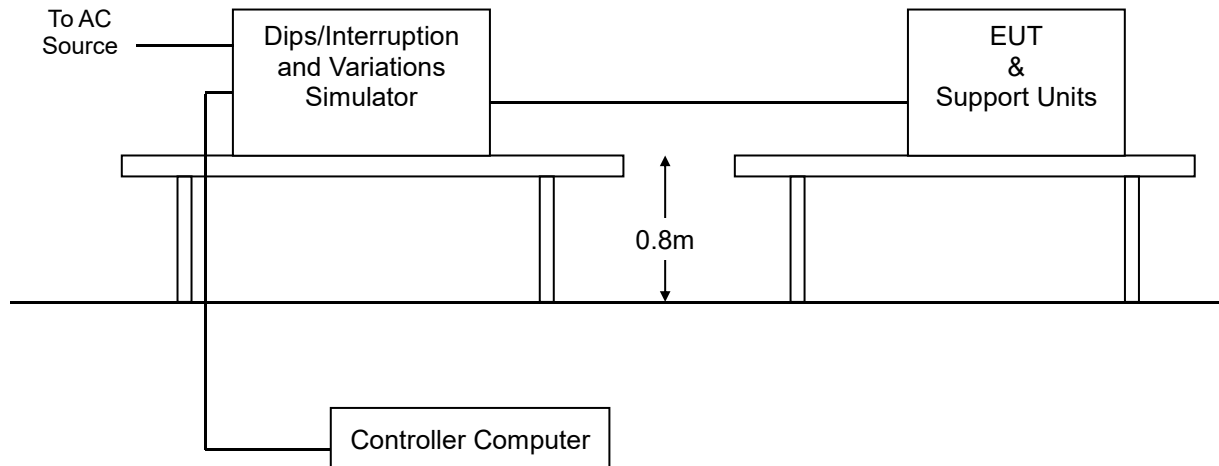 To AC
Source
Dips/Interruption
and Variations
Simulator
EUT
&
Support Units
0.8m
Controller Computer